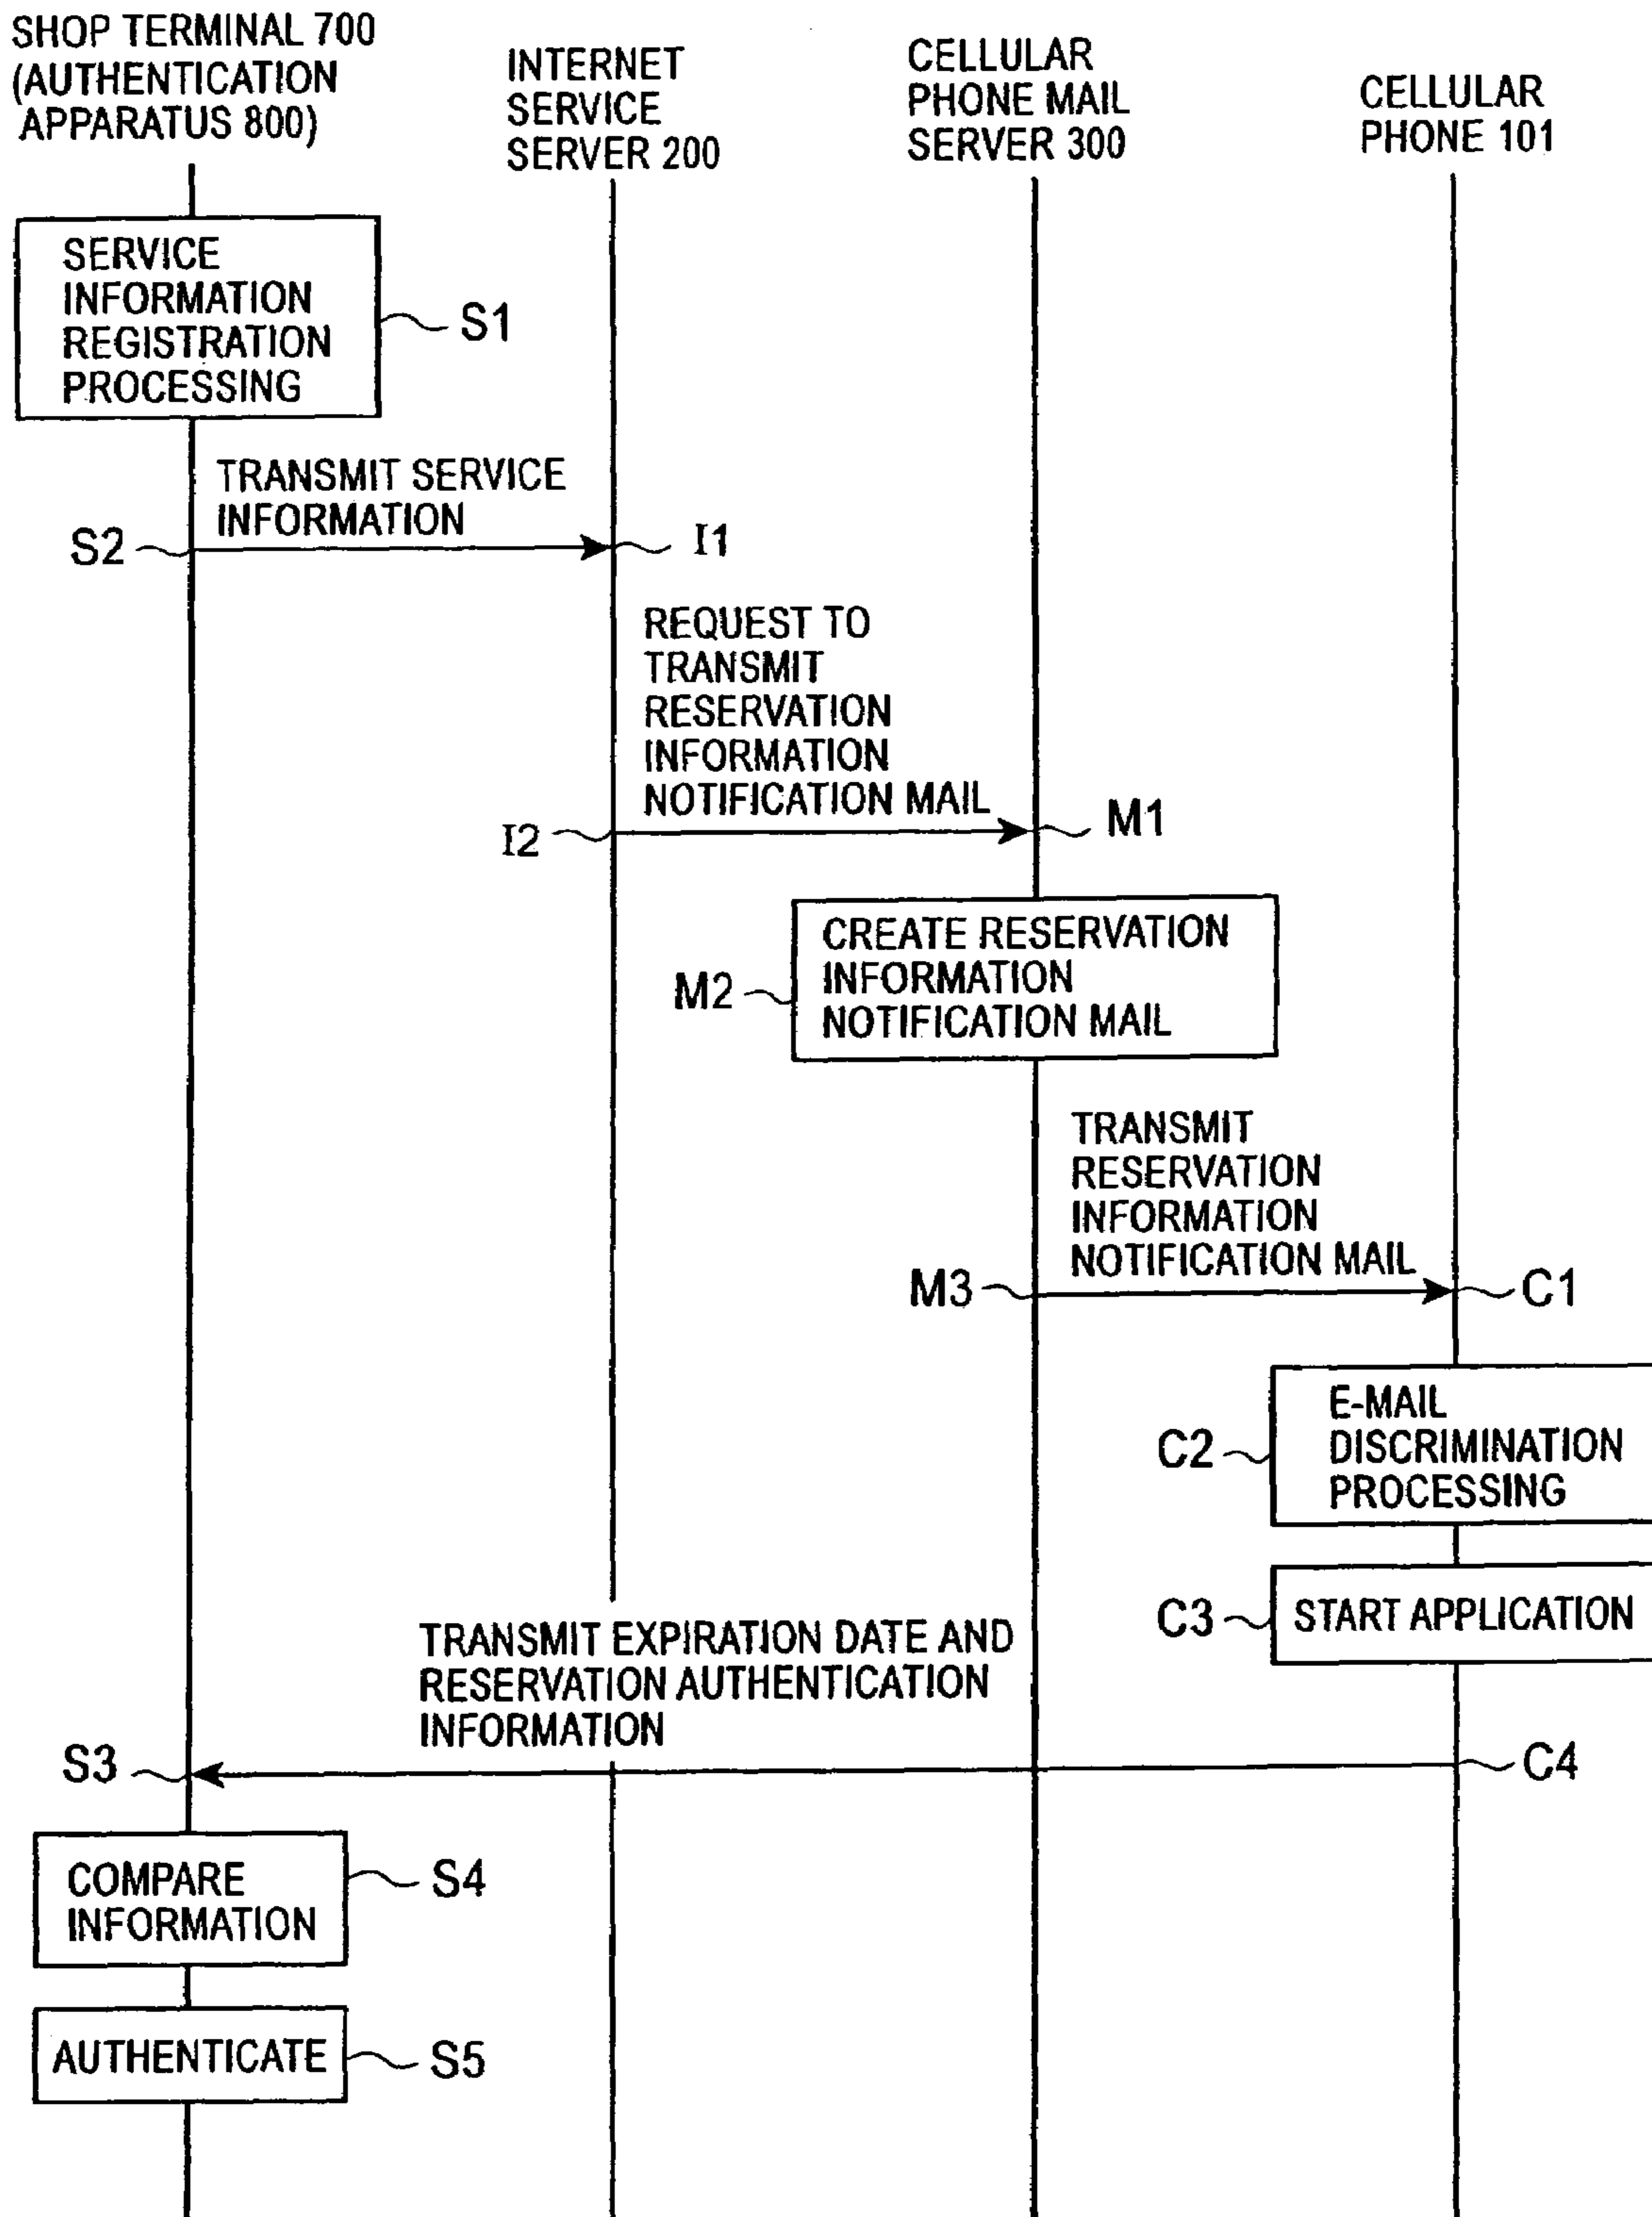 SHOP TERMINAL 700
(AUTHENTICATION
APPARATUS 800)
INTERNET
SERVICE
SERVER 200
CELLULAR
PHONE MAIL
SERVER 300
CELLULAR
PHONE 101
SERVICE
INFORMATION
REGISTRATION
PROCESSING
S1
TRANSMIT SERVICE
INFORMATION
S2
I1
REQUEST TO
TRANSMIT
RESERVATION
INFORMATION
NOTIFICATION MAIL
I2
M1
CREATE RESERVATION
INFORMATION
NOTIFICATION MAIL
M2
TRANSMIT
RESERVATION
INFORMATION
NOTIFICATION MAIL
M3
C1
E-MAIL
DISCRIMINATION
PROCESSING
C2
START APPLICATION
C3
TRANSMIT EXPIRATION DATE AND
RESERVATION AUTHENTICATION
INFORMATION
S3
C4
COMPARE
INFORMATION
S4
AUTHENTICATE
S5